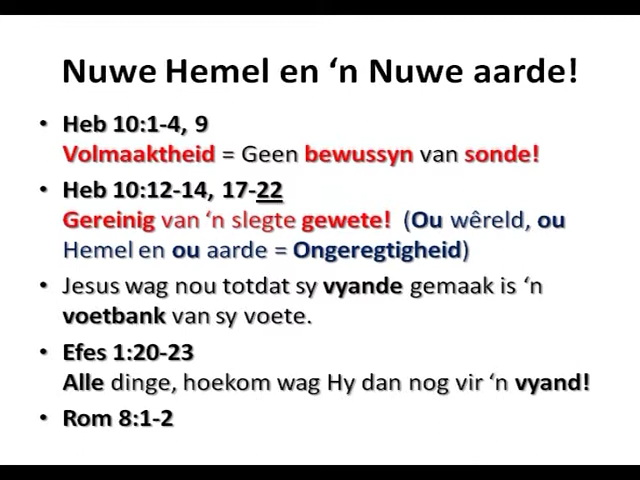 Nuwe Hemel en ‘n Nuwe aarde!
• Heb 10:1-4, 9
Volmaaktheid = Geen bewussyn van sonde!
• Heb 10:12-14, 17-22
Gereinig van ‘n slegte gewete! (Ou wêreld, ou
Hemel en ou aarde = Ongeregtigheid)
• Jesus wag nou totdat sy vyande gemaak is ‘n
voetbank van sy voete.
• Efes 1:20-23
Alle dinge, hoekom wag Hy dan nog vir ‘n vyand!
• Rom 8:1-2